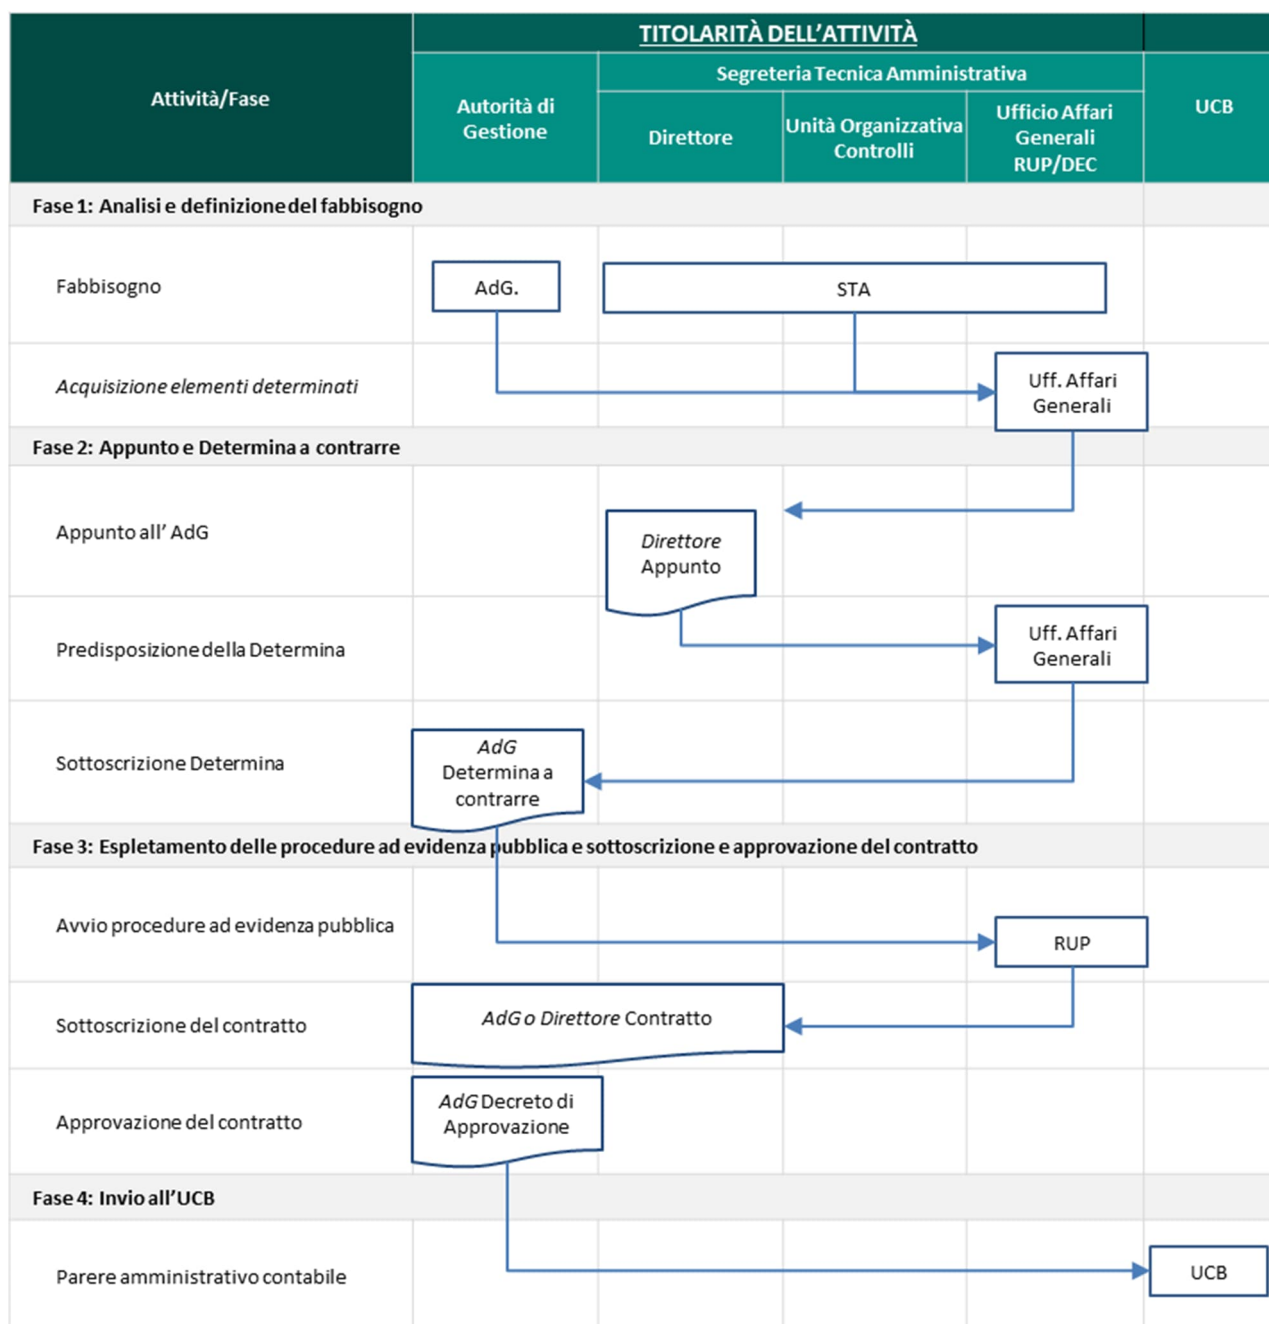 TITOLARITÀ DELL'ATTIVITÀ
Attività/Fase
Autorità di
Gestione
Segreteria Tecnica Amministrativa
Direttore
Unità Organizzativa
Controlli
Ufficio Affari
Generali
RUP/DEC
UCB
Fase 1: Analisi e definizione del fabbisogno
Fabbisogno
AdG.
STA
Acquisizione elementi determinati
Uff. Affari
Generali
Fase 2: Appunto e Determina a contrarre
Appunto all' AdG
Direttore
Appunto
Predisposizione della Determina
Uff. Affari
Generali
Sottoscrizione Determina
AdG
Determina a
contrarre
Fase 3: Espletamento delle procedure ad evidenza pubblica e sottoscrizione e approvazione del contratto
Avvio procedure ad evidenza pubblica
RUP
Sottoscrizione del contratto
AdG o Direttore Contratto
Approvazione del contratto
AdG Decreto di
Approvazione
Fase 4: Invio all'UCB
Parere amministrativo contabile
UCB